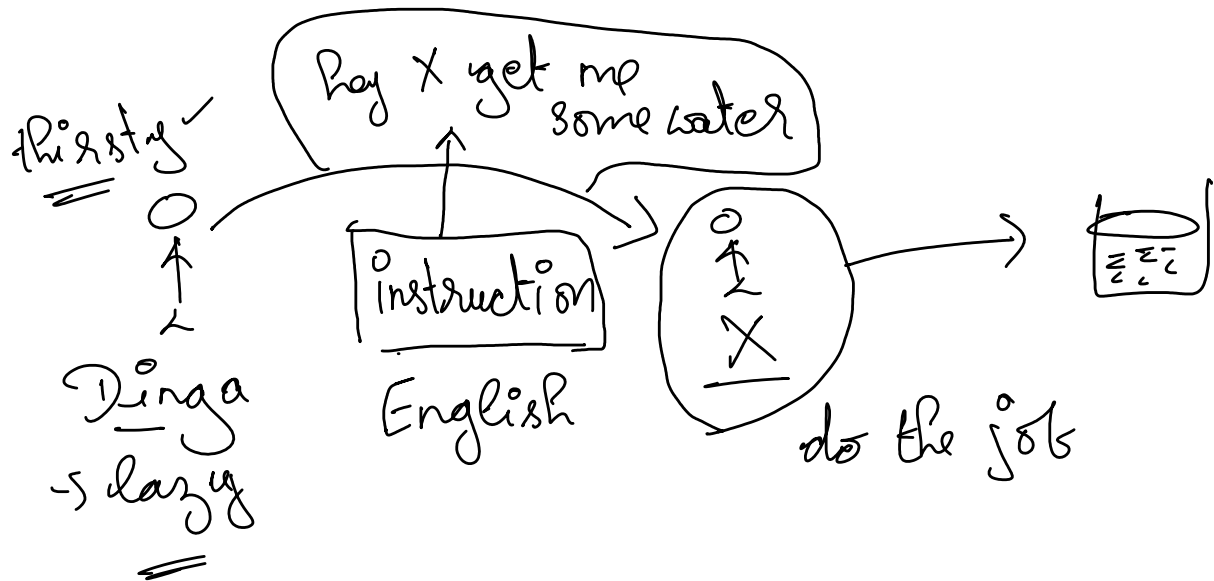 hey X get me
some water
thirsty ✓
instruction
English
X
Dinga
→ lazy
do the job